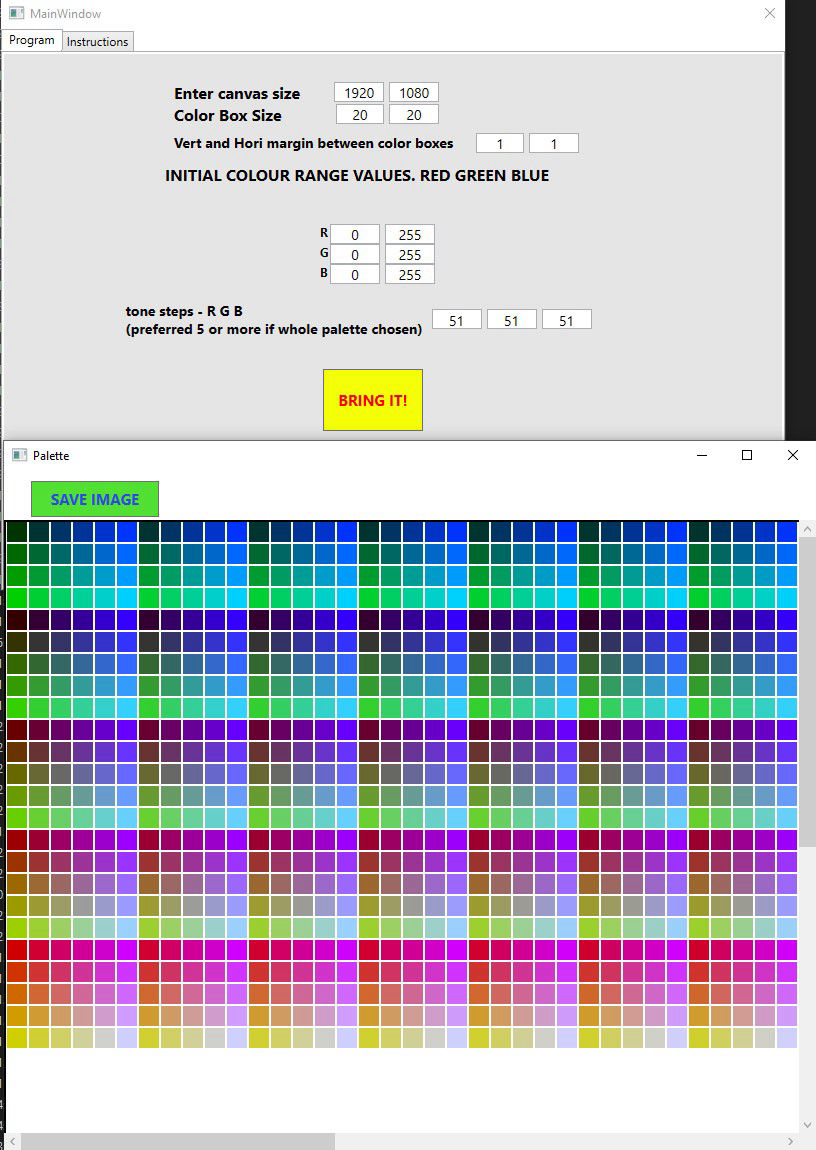 MainWindow
Program Instructions
Enter canvas size 1920 1080
Color Box Size 20 20
Vert and Hori margin between color boxes 1 1
INITIAL COLOUR RANGE VALUES. RED GREEN BLUE
R 0 255
G 0 255
B 0 255
tone steps - R G B
(preferred 5 or more if whole palette chosen) 51 51 51
BRING IT!
Palette
SAVE IMAGE